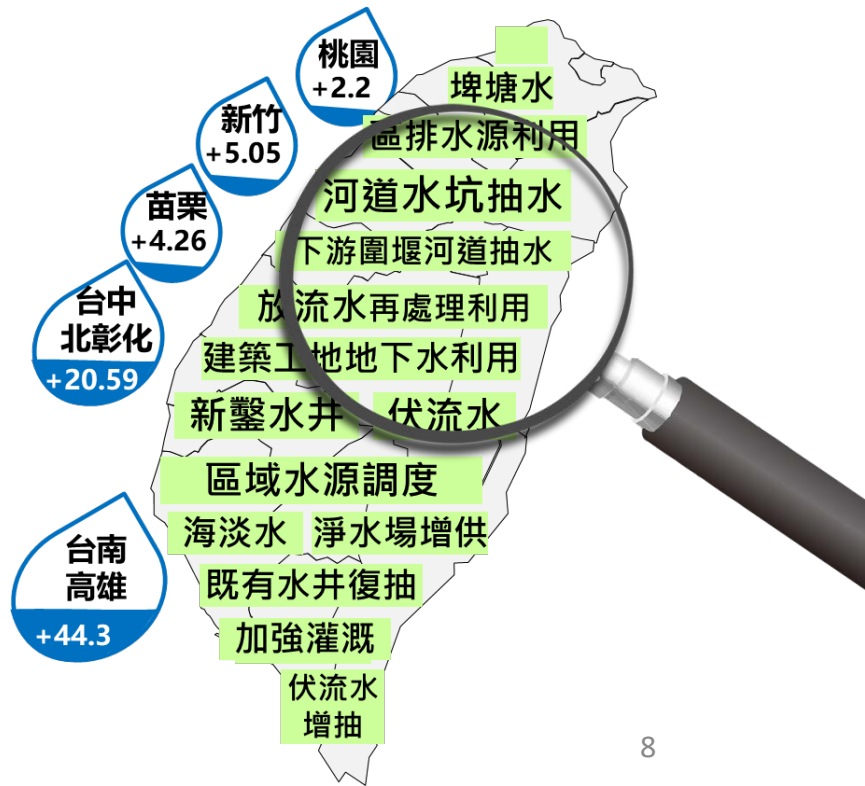 桃園
+2.2
新竹
+5.05
苗栗
+4.26
台中
北彰化
+20.59
台南
高雄
+44.3
埤塘水
區排水源利用
河道水坑抽水
下游圍堰河道抽水
放流水再處理利用
建築工地地下水利用
新鑿水井 伏流水
區域水源調度
海淡水 淨水場增供
既有水井復抽
加強灌溉
伏流水
增抽
8